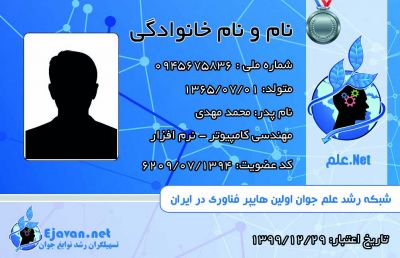 نام و نام خانوادگی
شماره ملی : ۰۹۴۵۶۷۵۸۳۶
متولد: ۱۳۶۵/۰۷/۰۱
نام پدر: محمد مهدی
مهندسی کامپیوتر - نرم افزار
کد عضویت: ۶۲۰۹/۰۷/۱۳۹۴
علم.Net
شبکه رشد علم جوان اولین هایپر فناوری در ایران
Ejavan.net
تسهیلگران رشد نوابغ جوان
تاریخ اعتبار: ۱۳۹۹/۱۲/۲۹